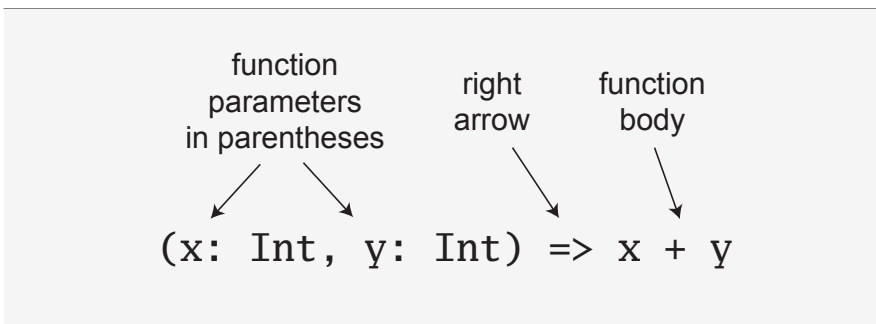 function
parameters
in parentheses
right
arrow
function
body
(x: Int, y: Int) => x + y